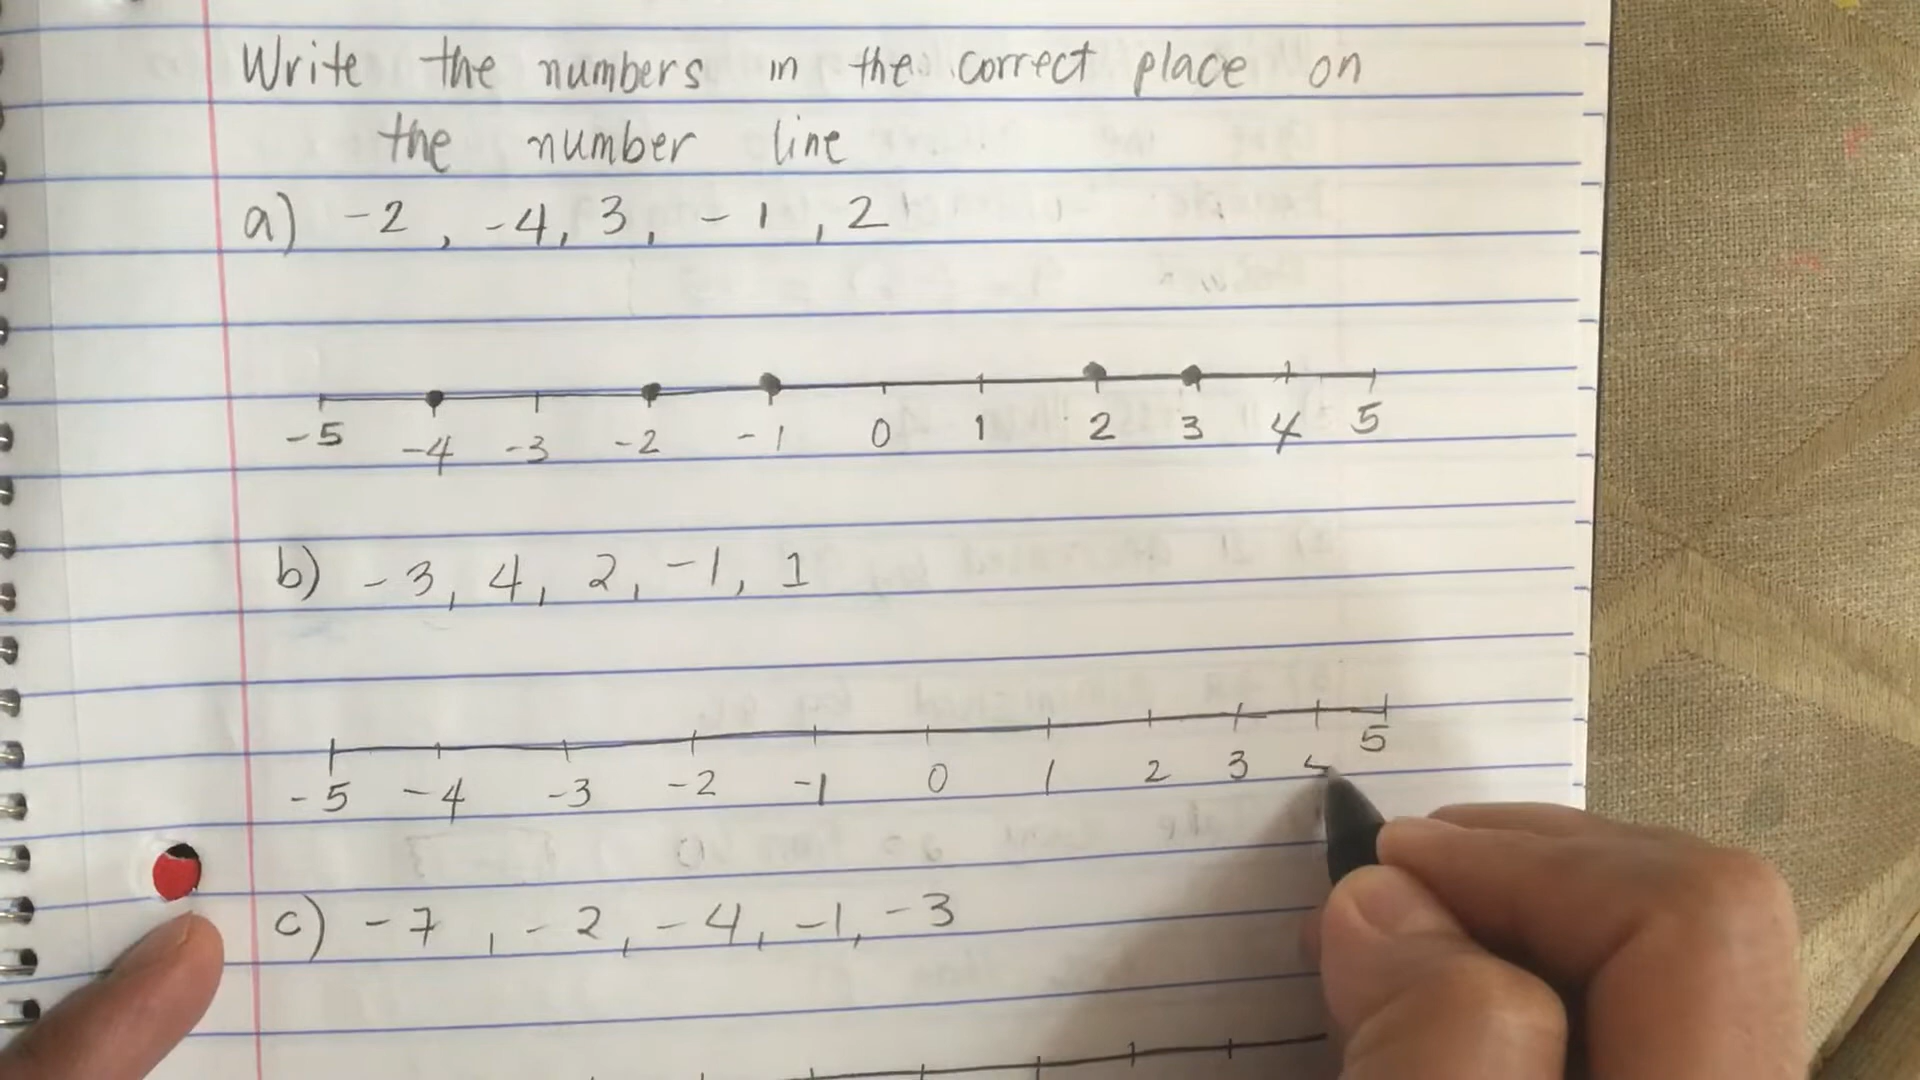 Write the numbers in the correct place on
the number line
a) -2, -4, 3, -1, 2
-5 -4 -3 -2 -1 0 1 2 3 4 5
b) -3, 4, 2, -1, 1
-5 -4 -3 -2 -1 0 1 2 3 5
c) -7, -2, -4, -1, -3